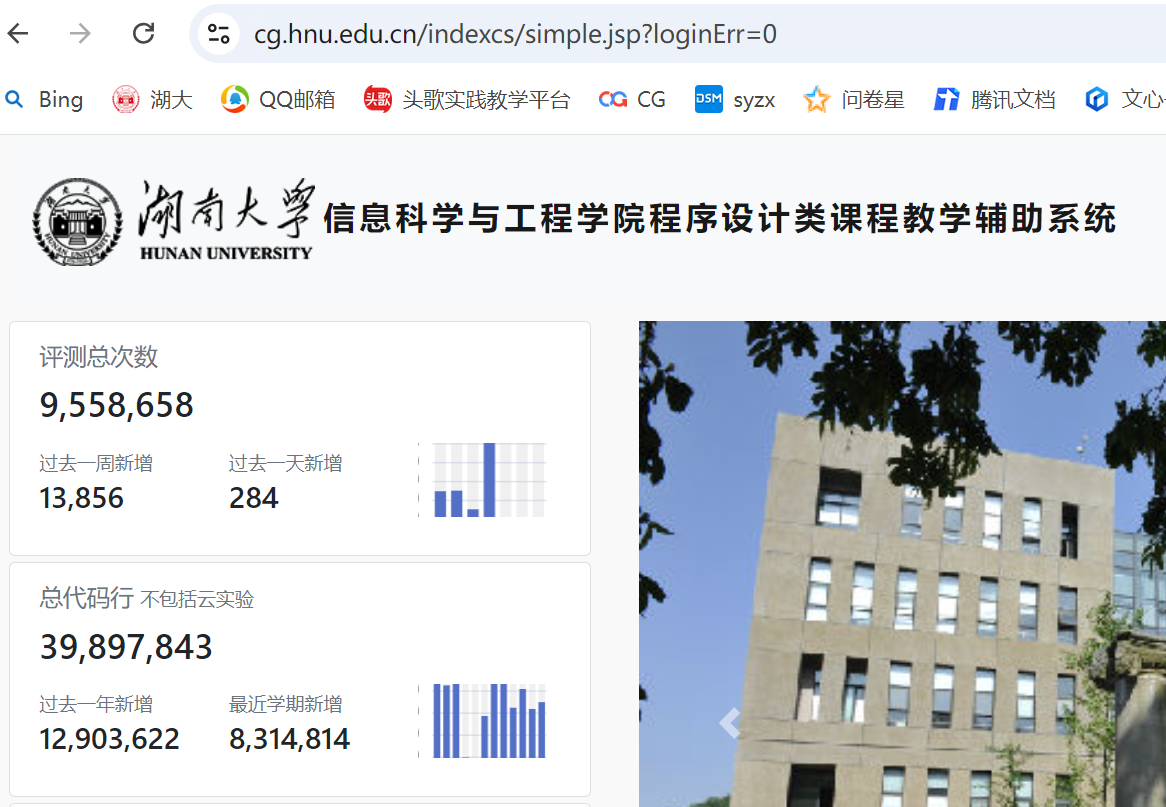 cg.hnu.edu.cn/indexcs/simple.jsp?loginErr=0
Bing 湖大 QQ邮箱 头歌 头歌实践教学平台 CG DSM syzx 问卷星 腾讯文档 文心
湖南大学 信息科学与工程学院程序设计类课程教学辅助系统
HUNAN UNIVERSITY
评测总次数
9,558,658
过去一周新增 过去一天新增
13,856 284
总代码行 不包括云实验
39,897,843
过去一年新增 最近学期新增
12,903,622 8,314,814